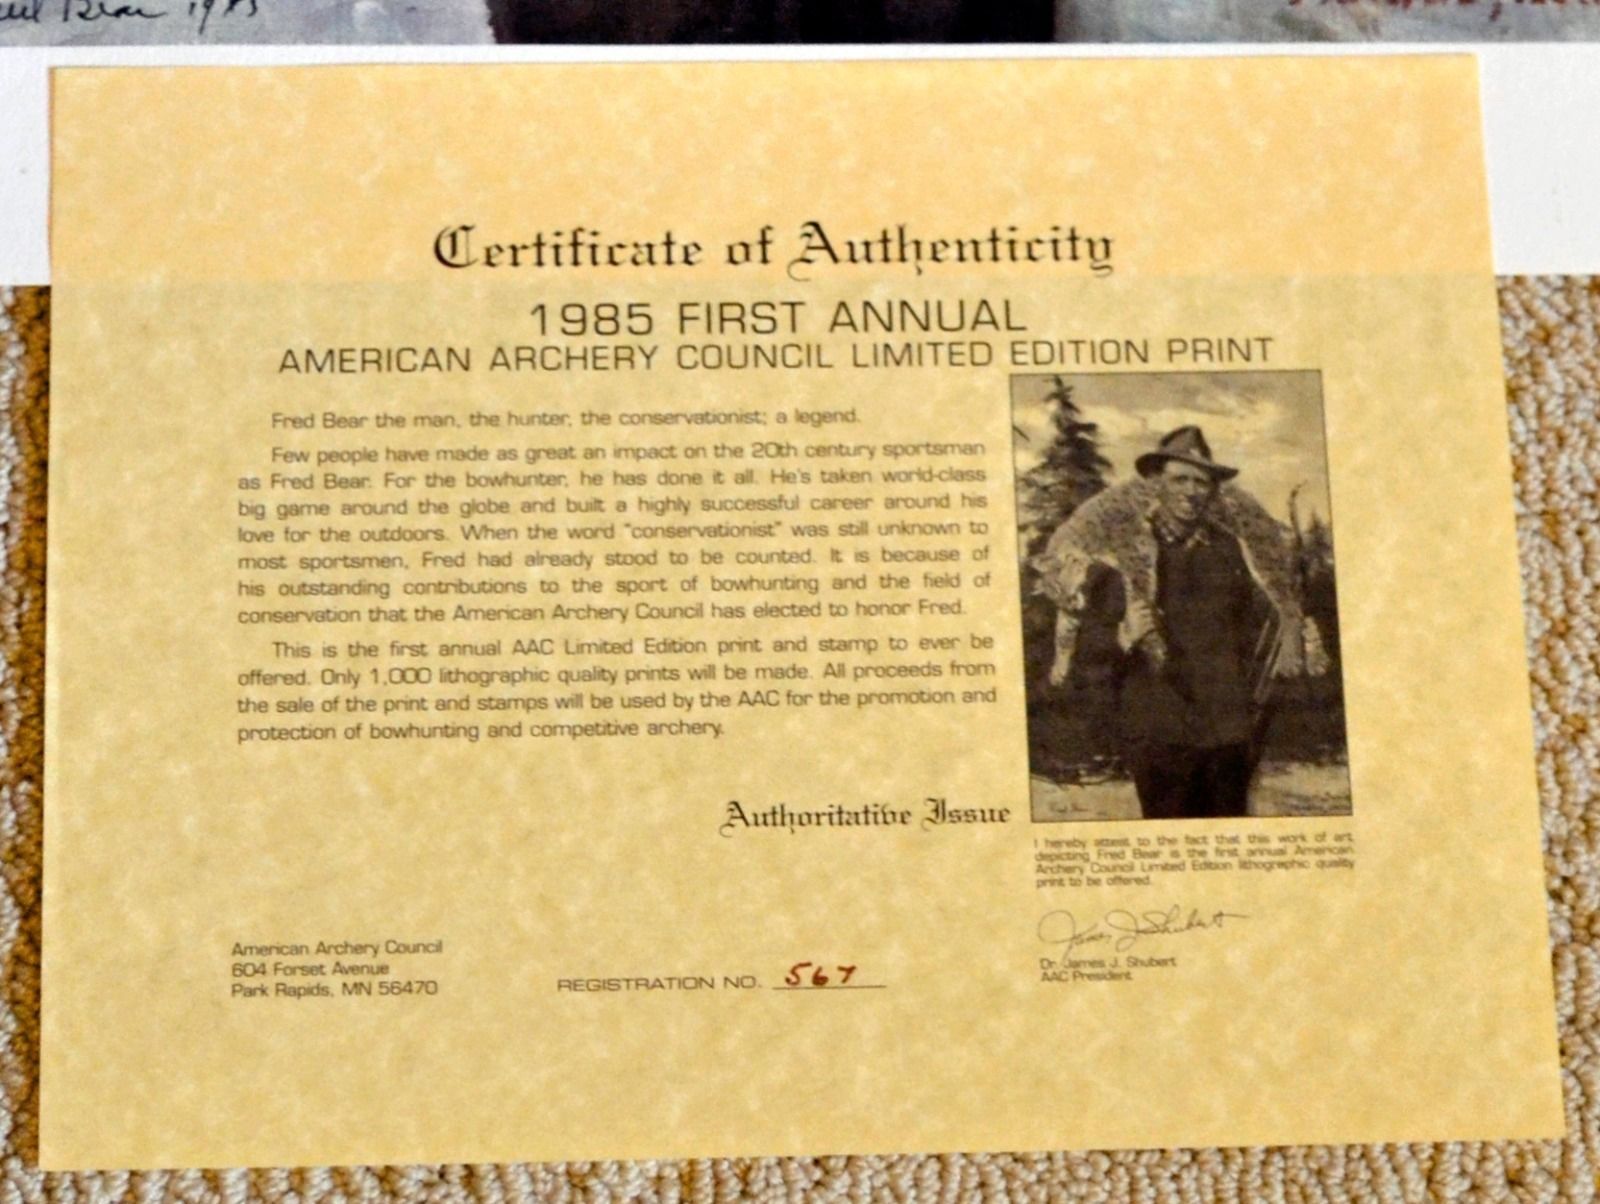 Bear 1985
Certificate of Authenticity
1985 FIRST ANNUAL
AMERICAN ARCHERY COUNCIL LIMITED EDITION PRINT
Fred Bear the man, the hunter, the conservationist; a legend.
Few people have made as great an impact on the 20th century sportsman
as Fred Bear. For the bowhunter, he has done it all. He's taken world-class
big game around the globe and built a highly successful career around his
love for the outdoors. When the word "conservationist" was still unknown to
most sportsmen, Fred had already stood to be counted. It is because of
his outstanding contributions to the sport of bowhunting and the field of
conservation that the American Archery Council has elected to honor Fred.
This is the first annual AAC Limited Edition print and stamp to ever be
offered. Only 1,000 lithographic quality prints will be made. All proceeds from
the sale of the print and stamps will be used by the AAC for the promotion and
protection of bowhunting and competitive archery.
Authoritative Issue
I hereby attest to the fact that this work of art
depicting Fred Bear is the first annual American
Archery Council Limited Edition lithographic quality
print to be offered.
James J. Shubert
Dr. James J. Shubert
AAC President
American Archery Council
604 Forset Avenue
Park Rapids, MN 56470
REGISTRATION NO. 567